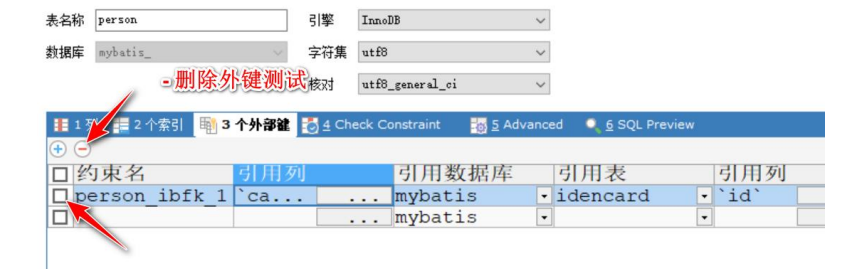 表名称 person 引擎 InnoDB
数据库 mybatis_ 字符集 utf8
-删除外键测试 核对 utf8_general_ci
1 列 2 个索引 3 个外部键 4 Check Constraint 5 Advanced 6 SQL Preview
约束名 引用列 引用数据库 引用表 引用列
person_ibfk_1 `ca... ... mybatis idencard `id`
... mybatis